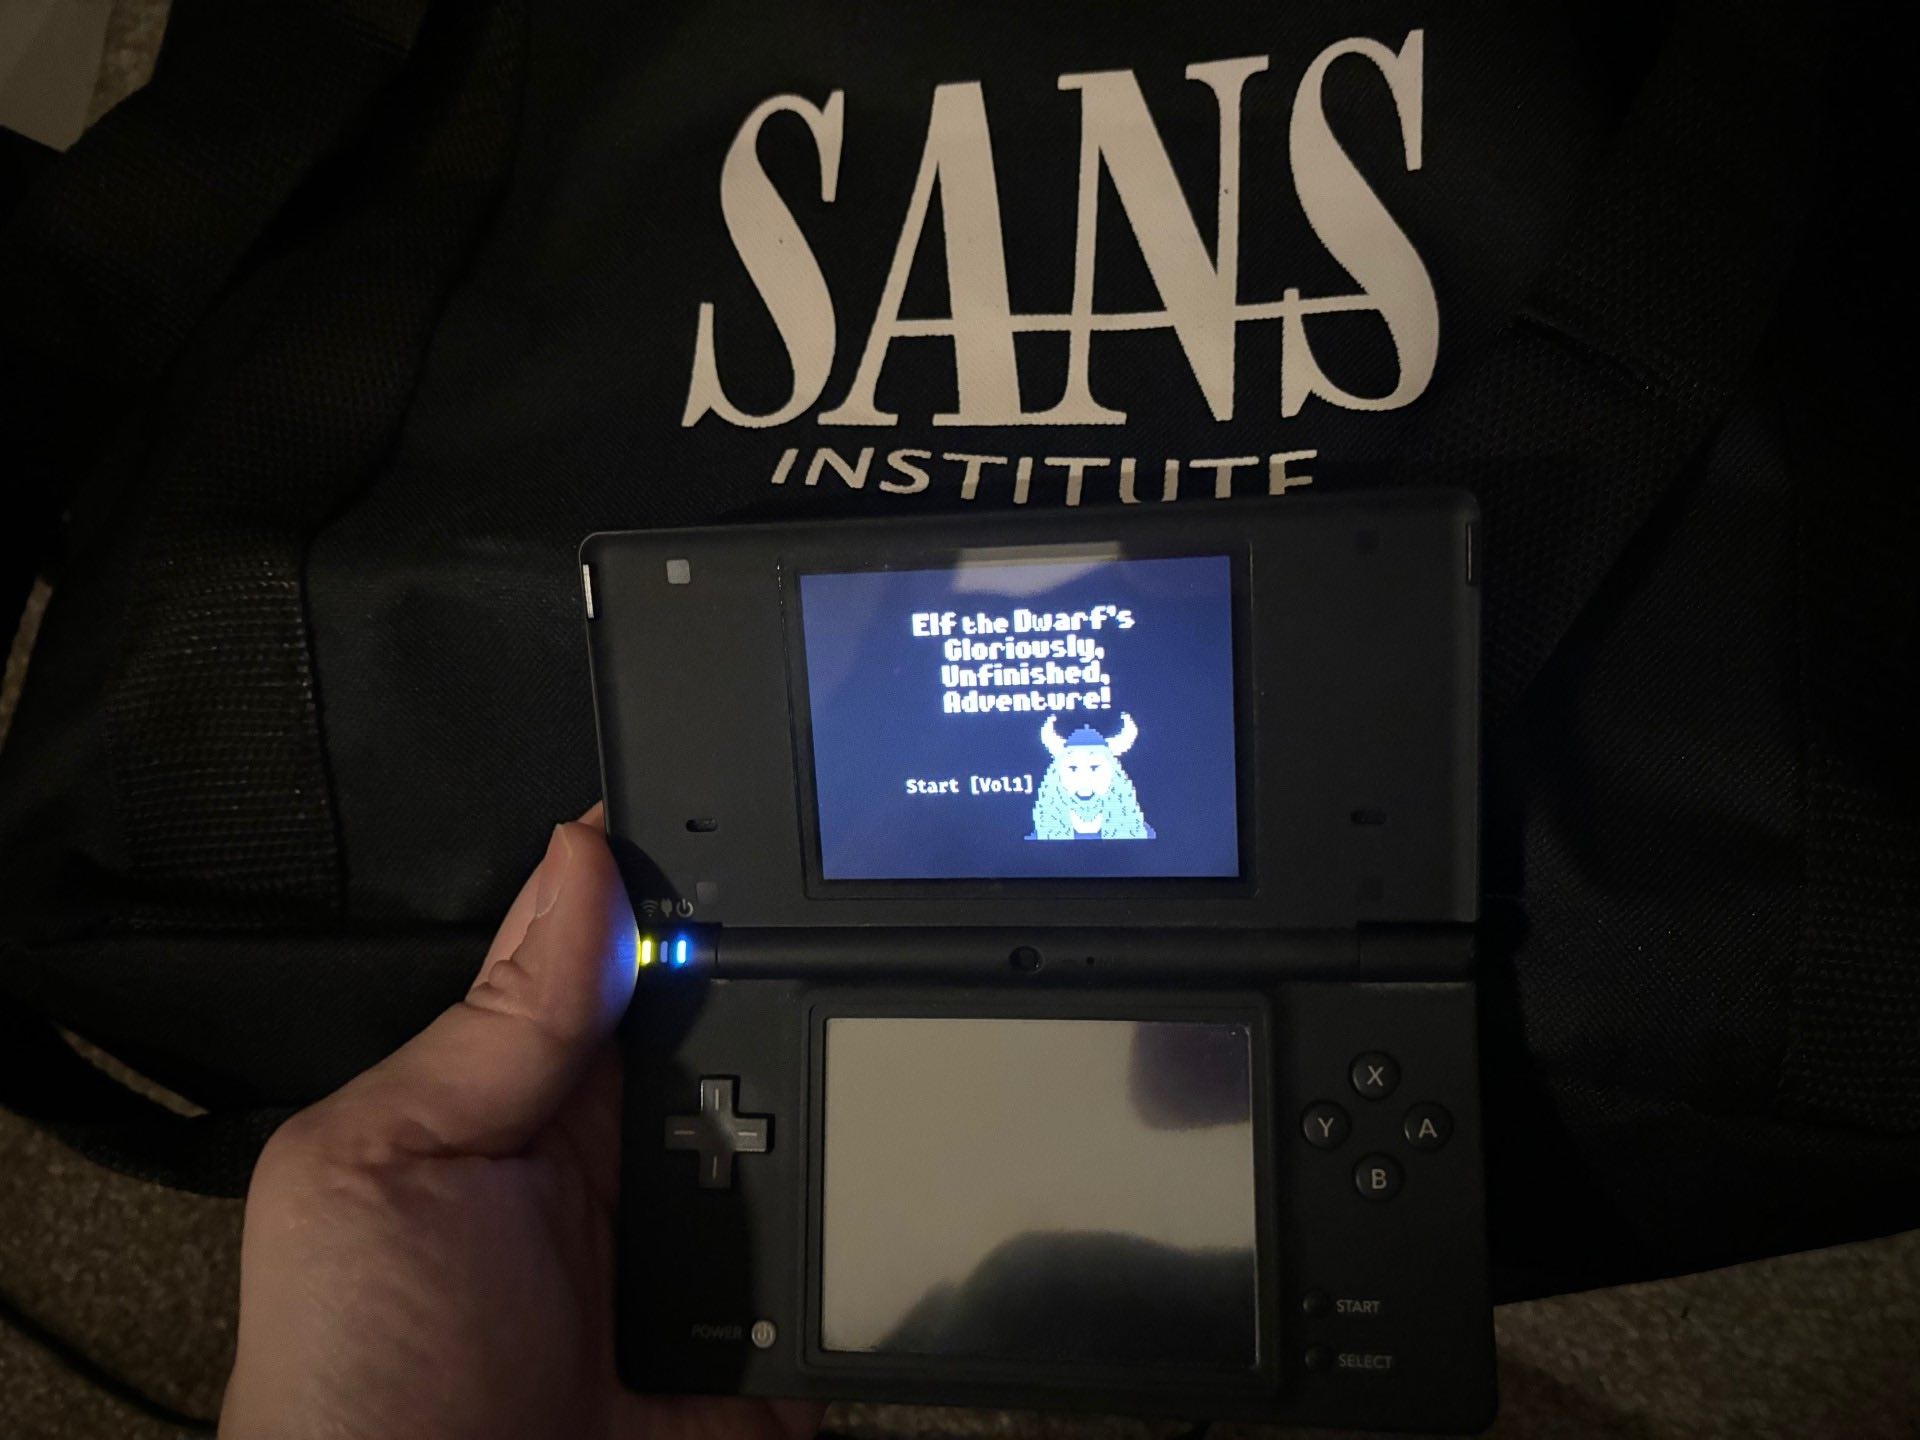 SANS
INSTITUTE
Elf the Dwarf's
Gloriously,
Unfinished,
Adventure!
Start [Vol1]
X
Y
A
B
POWER
START
SELECT